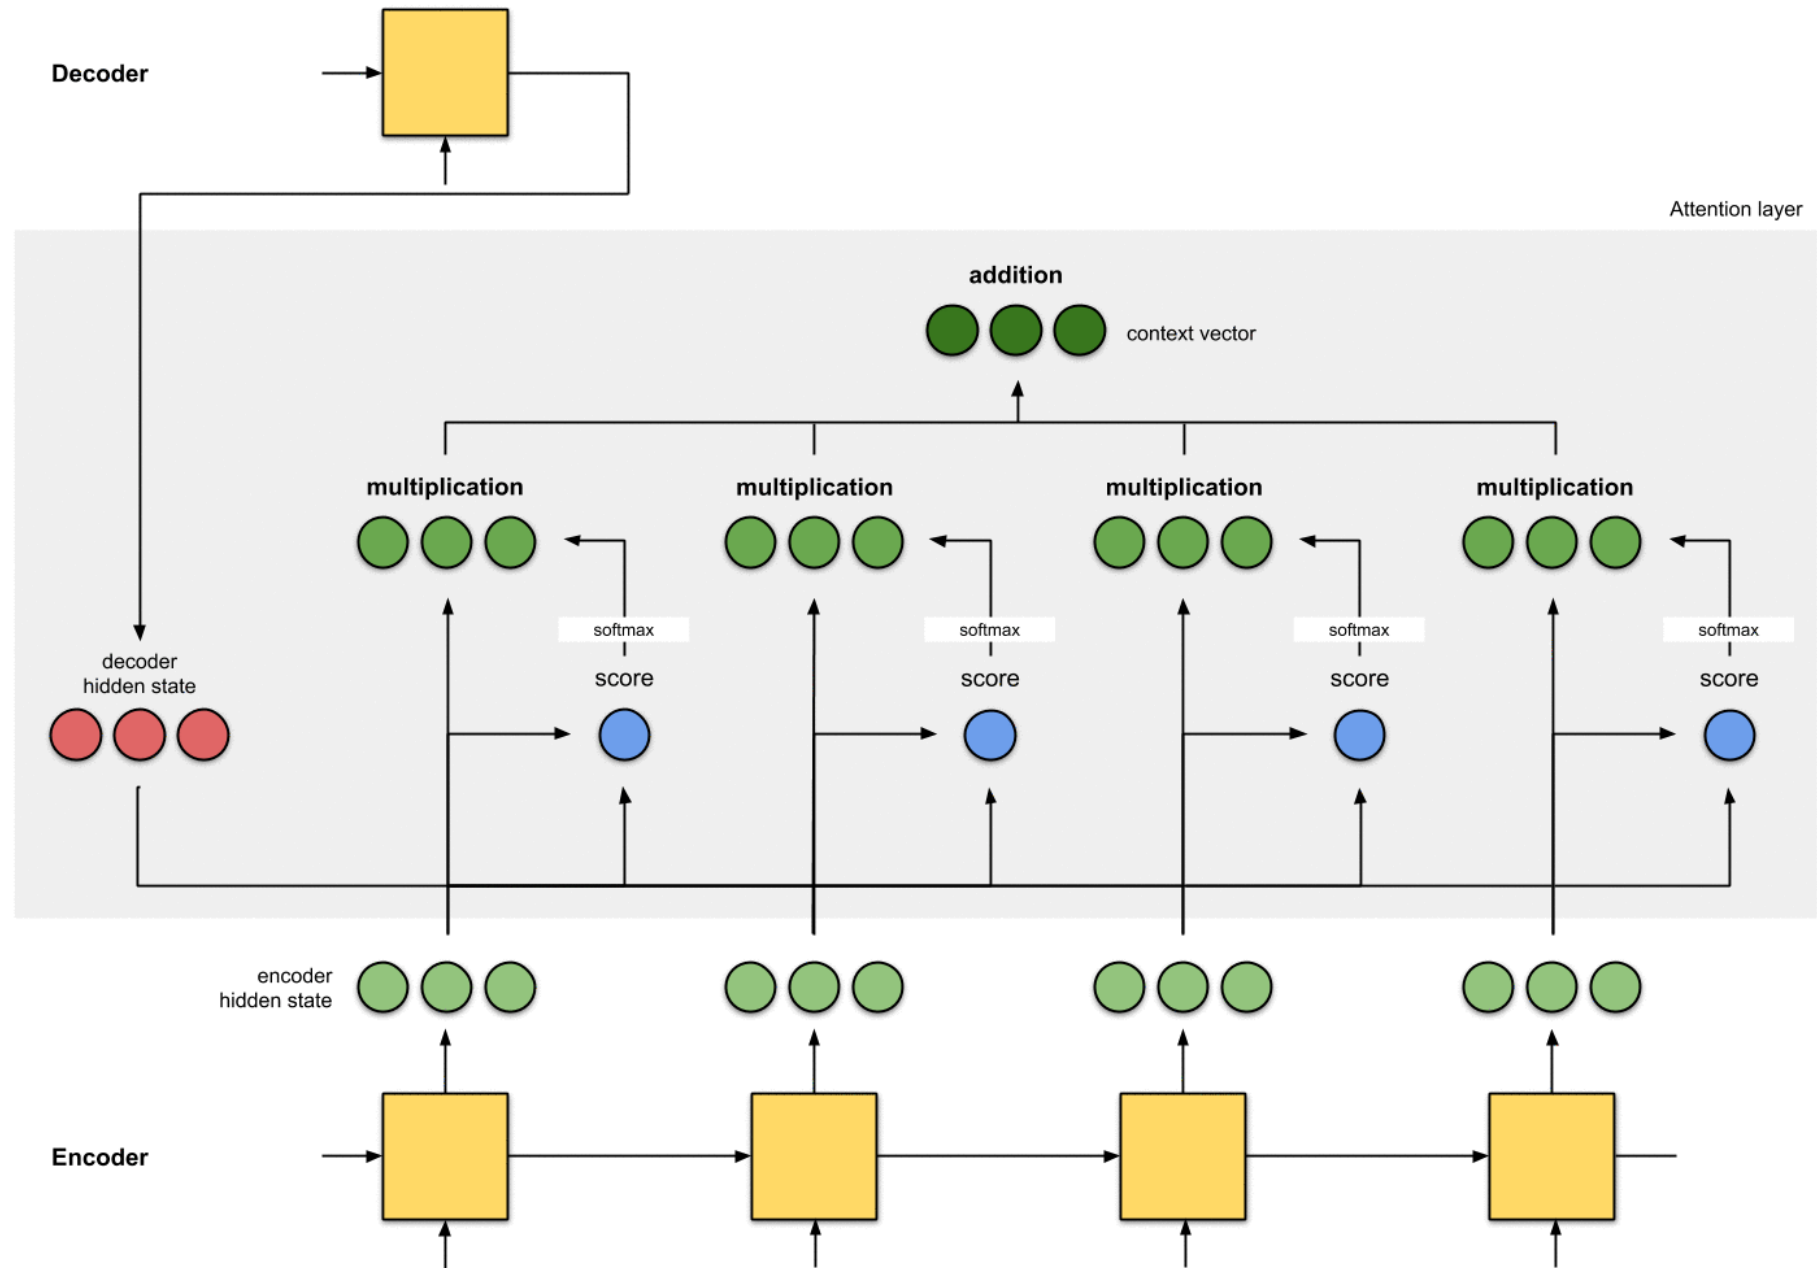 Decoder
Attention layer
addition
context vector
multiplication
multiplication
multiplication
multiplication
softmax
softmax
softmax
softmax
decoder
hidden state
score
score
score
score
encoder
hidden state
Encoder